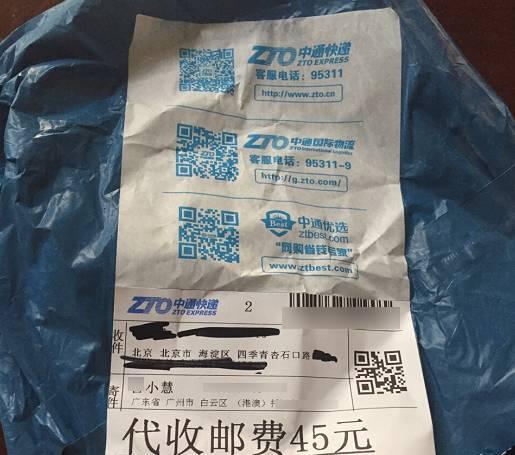 ZTO 中通快递
ZTO EXPRESS
客服电话：95311
http://www.zto.cn
ZTO 中通国际物流
ZTO International Logistics
客服电话：95311-9
http://g.zto.com/
Best 中通优选
ztbest.com
"网购省钱专家"
www.ztbest.com
ZTO 中通快递
ZTO EXPRESS
2
收件
北京 北京市 海淀区 四季青杏石口路
寄件
小慧
广东省 广州市 白云区 （港澳）
代收邮费45元